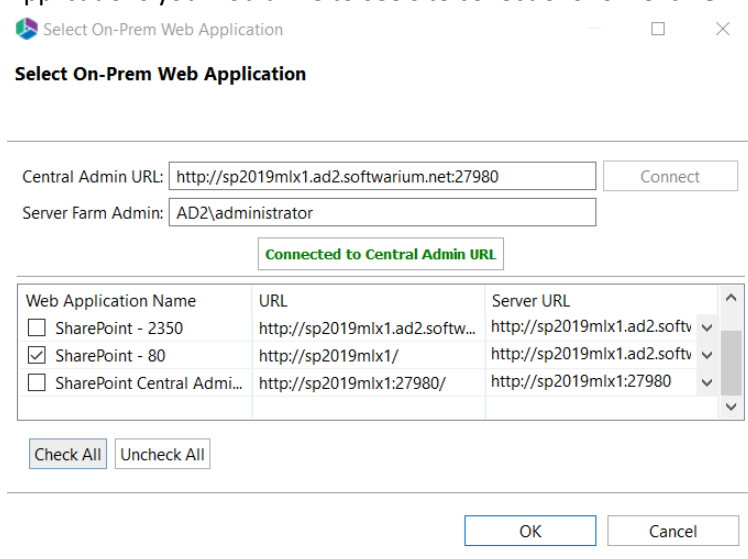 Select On-Prem Web Application
Select On-Prem Web Application
Central Admin URL: http://sp2019mlx1.ad2.softwarium.net:27980 Connect
Server Farm Admin: AD2\administrator
Connected to Central Admin URL
Web Application Name URL Server URL
SharePoint - 2350 http://sp2019mlx1.ad2.softw... http://sp2019mlx1.ad2.softv
SharePoint - 80 http://sp2019mlx1/ http://sp2019mlx1.ad2.softv
SharePoint Central Admi... http://sp2019mlx1:27980/ http://sp2019mlx1:27980
Check All Uncheck All
OK Cancel